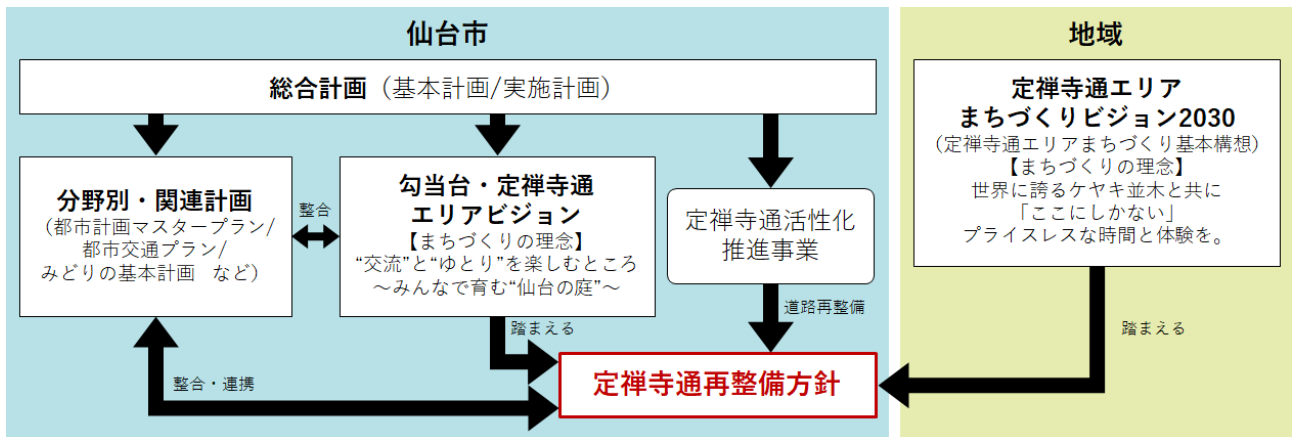 仙台市
総合計画（基本計画/実施計画）
分野別・関連計画
（都市計画マスタープラン/
都市交通プラン/
みどりの基本計画　など）
整合
勾当台・定禅寺通
エリアビジョン
【まちづくりの理念】
“交流”と“ゆとり”を楽しむところ
～みんなで育む“仙台の庭”～
定禅寺通活性化
推進事業
道路再整備
踏まえる
整合・連携
定禅寺通再整備方針
地域
定禅寺通エリア
まちづくりビジョン2030
（定禅寺通エリアまちづくり基本構想）
【まちづくりの理念】
世界に誇るケヤキ並木と共に
「ここにしかない」
プライスレスな時間と体験を。
踏まえる